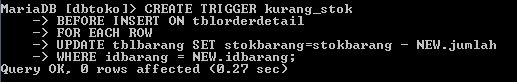 MariaDB [dbtoko]> CREATE TRIGGER kurang_stok
-> BEFORE INSERT ON tblorderdetail
-> FOR EACH ROW
-> UPDATE tblbarang SET stokbarang=stokbarang - NEW.jumlah
-> WHERE idbarang = NEW.idbarang;
Query OK, 0 rows affected (0.27 sec)